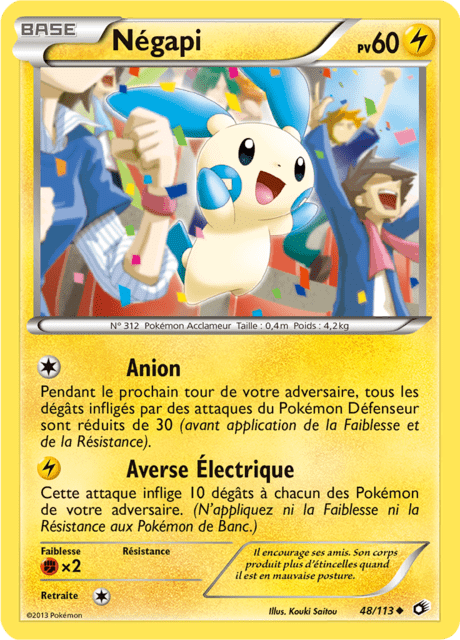 BASE
Négapi
PV60
N° 312 Pokémon Acclameur Taille : 0,4m Poids : 4,2kg
Anion
Pendant le prochain tour de votre adversaire, tous les
dégâts infligés par des attaques du Pokémon Défenseur
sont réduits de 30 (avant application de la Faiblesse et
de la Résistance).
Averse Électrique
Cette attaque inflige 10 dégâts à chacun des Pokémon
de votre adversaire. (N'appliquez ni la Faiblesse ni la
Résistance aux Pokémon de Banc.)
Faiblesse
×2
Résistance
Retraite
Il encourage ses amis. Son corps
produit plus d'étincelles quand
il est en mauvaise posture.
©2013 Pokémon
Illus. Kouki Saitou
48/113